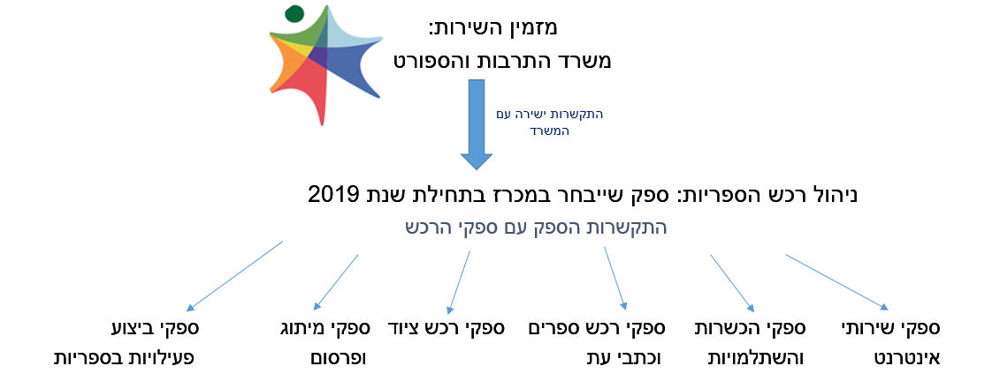 מזמין השירות:
משרד התרבות והספורט
התקשרות ישירה עם
המשרד
ניהול רכש הספריות: ספק שייבחר במכרז בתחילת שנת 2019
התקשרות הספק עם ספקי הרכש
ספקי שירותי
אינטרנט
ספקי הכשרות
והשתלמויות
ספקי רכש ספרים
וכתבי עת
ספקי רכש ציוד
ספקי מיתוג
ופרסום
ספקי ביצוע
פעילויות בספריות